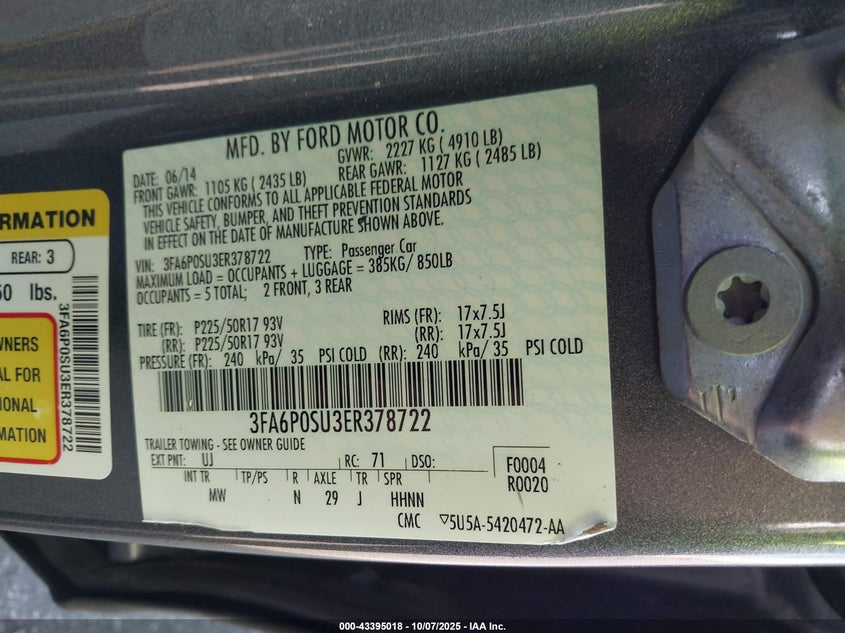 MFD. BY FORD MOTOR CO.
DATE: 06/14 GVWR: 2227 KG ( 4910 LB)
FRONT GAWR: 1105 KG ( 2435 LB) REAR GAWR: 1127 KG ( 2485 LB)
THIS VEHICLE CONFORMS TO ALL APPLICABLE FEDERAL MOTOR
VEHICLE SAFETY, BUMPER, AND THEFT PREVENTION STANDARDS
IN EFFECT ON THE DATE OF MANUFACTURE SHOWN ABOVE.
VIN: 3FA6P0SU3ER378722 TYPE: Passenger Car
MAXIMUM LOAD = OCCUPANTS + LUGGAGE = 385KG/ 850LB
OCCUPANTS = 5 TOTAL; 2 FRONT, 3 REAR
TIRE (FR): P225/50R17 93V RIMS (FR): 17x7.5J
(RR): P225/50R17 93V (RR): 17x7.5J
PRESSURE (FR): 240 kPa/ 35 PSI COLD (RR): 240 kPa/ 35 PSI COLD
3FA6P0SU3ER378722
TRAILER TOWING - SEE OWNER GUIDE
EXT PNT: UJ RC: 71 DSO: F0004
R0020
INT TR TP/PS R AXLE TR SPR
MW N 29 J HHNN
CMC ▽5U5A-5420472-AA
ORMATION
REAR: 3
50 lbs.
WNERS
AL FOR
IONAL
MATION
3FA6P0SU3ER378722
000-43395018 - 10/07/2025 - IAA Inc.